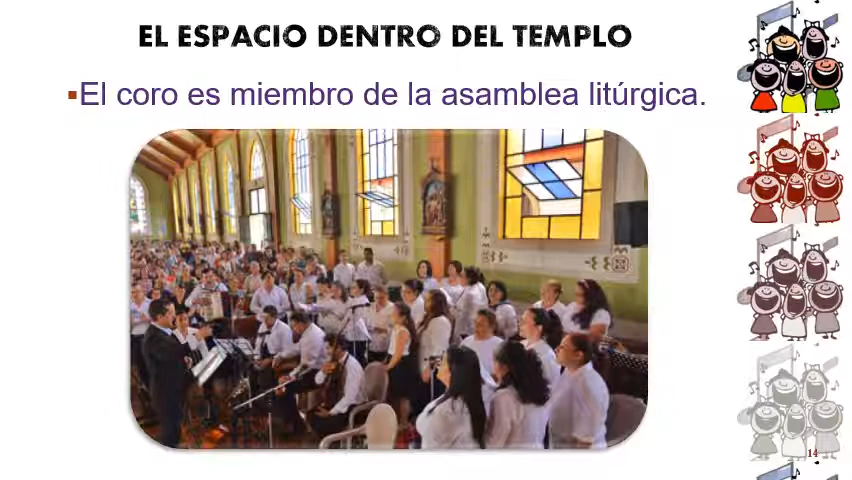 EL ESPACIO DENTRO DEL TEMPLO
▪El coro es miembro de la asamblea litúrgica.
14